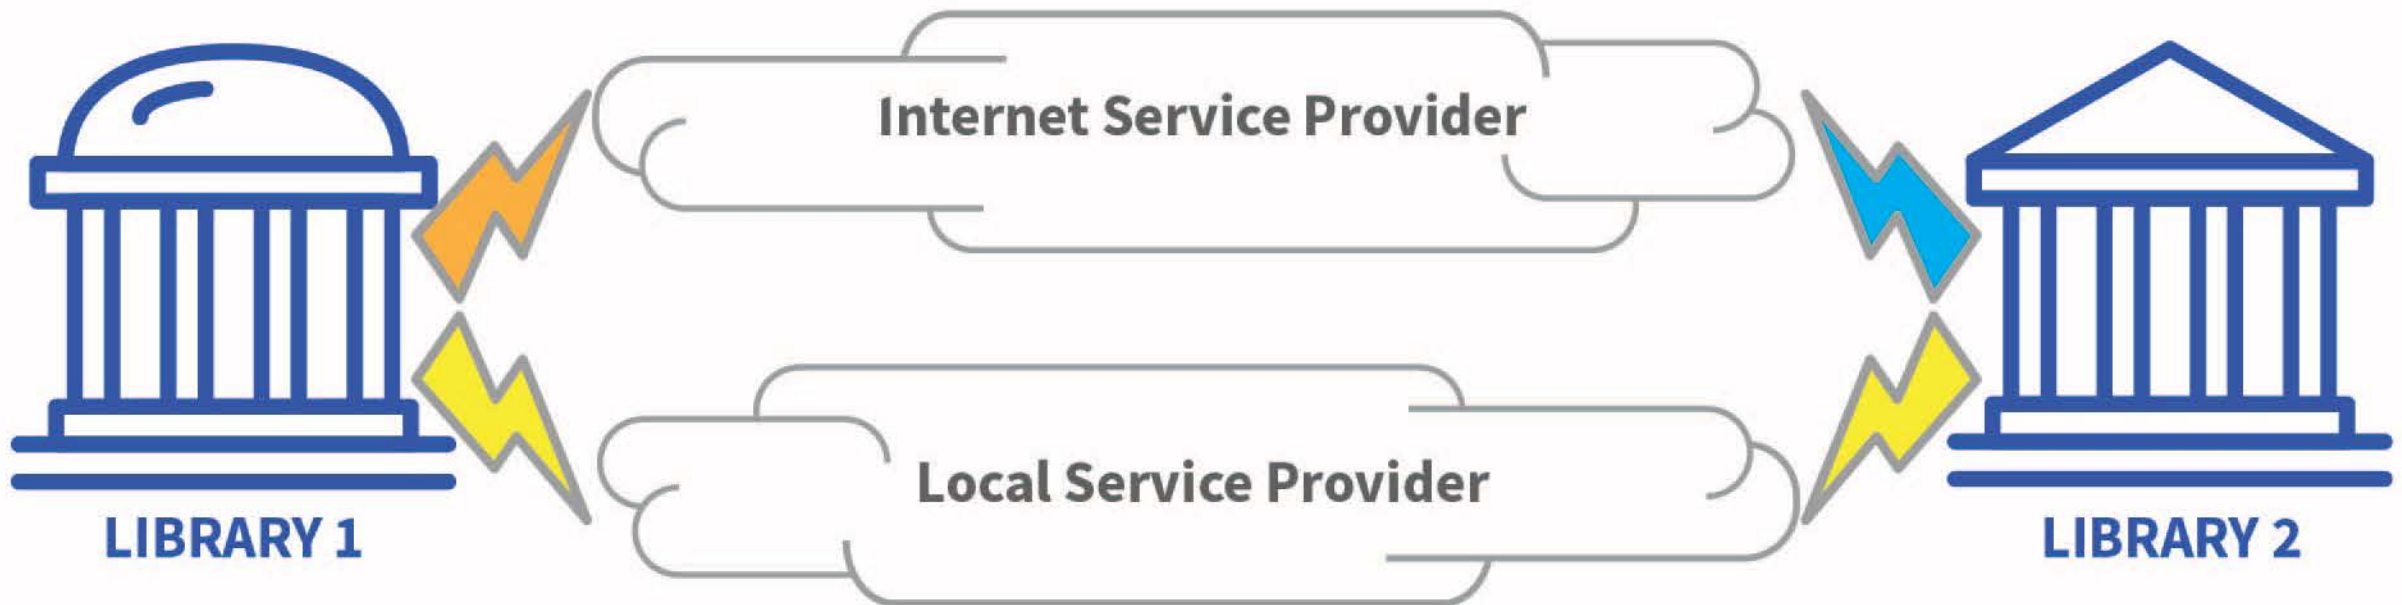 Internet Service Provider
Local Service Provider
LIBRARY 1
LIBRARY 2